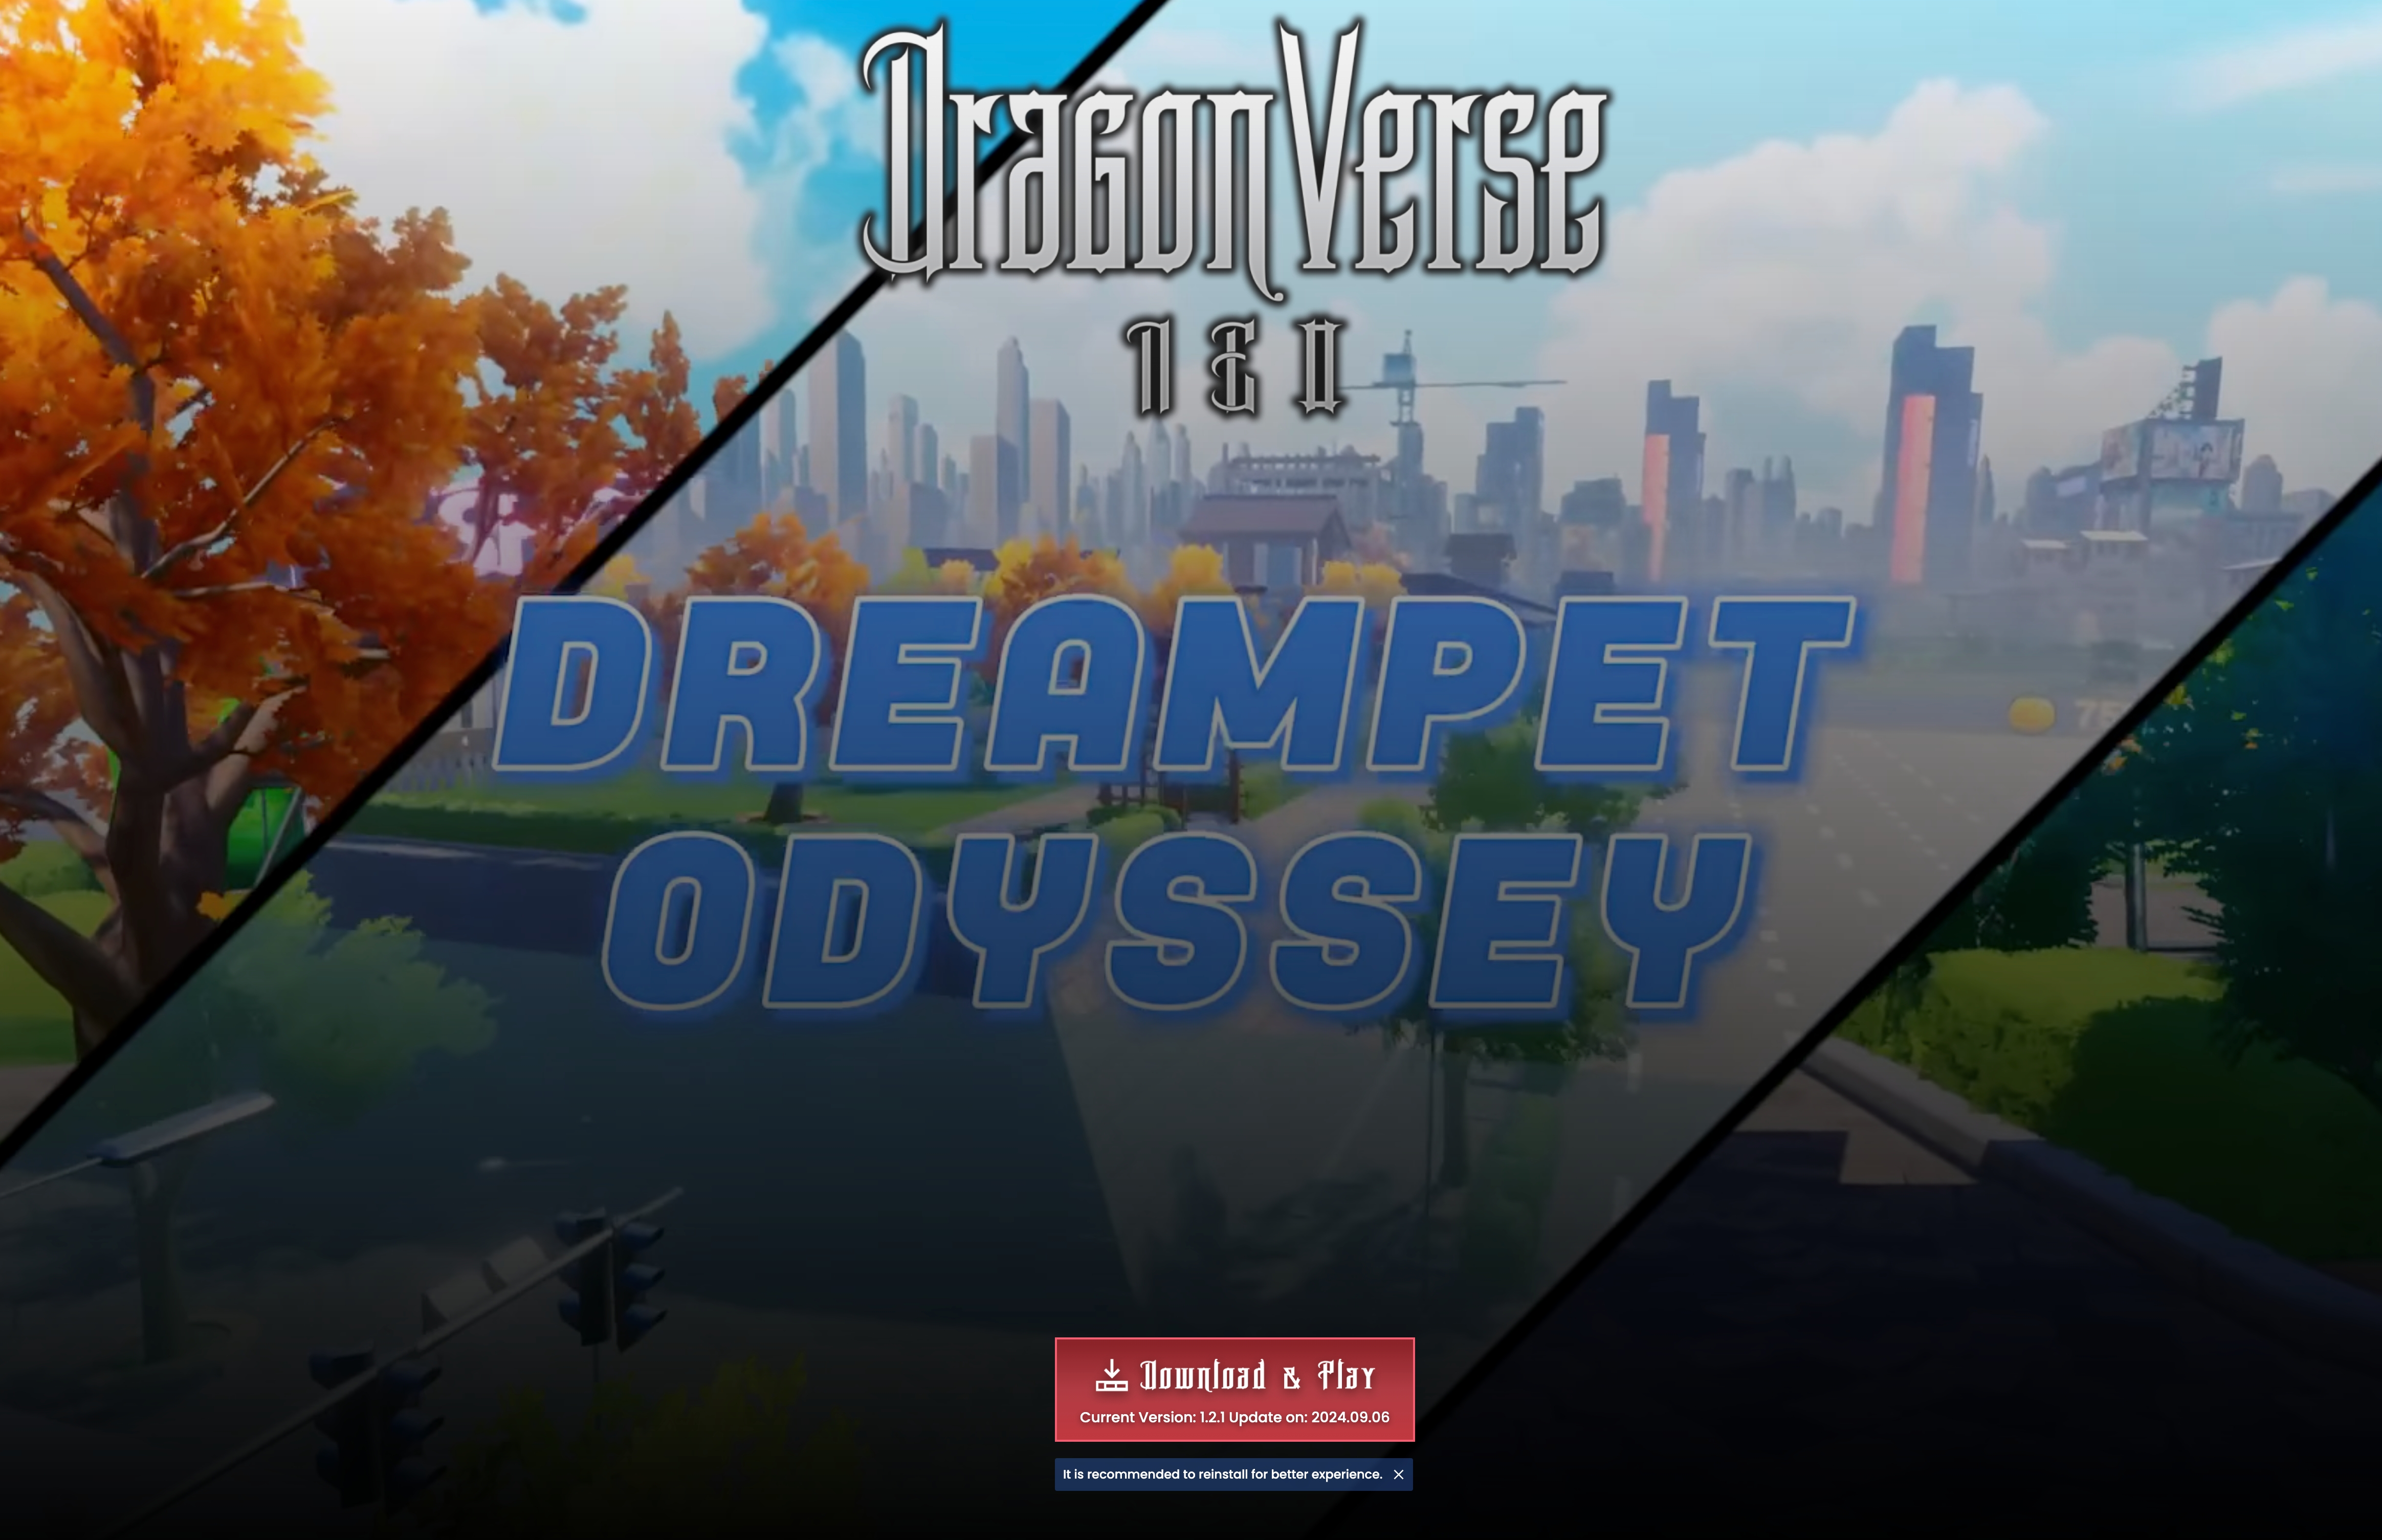 DragonVerse
NEO
DREAMPET
ODYSSEY
Download & Play
Current Version: 1.2.1 Update on: 2024.09.06
It is recommended to reinstall for better experience.